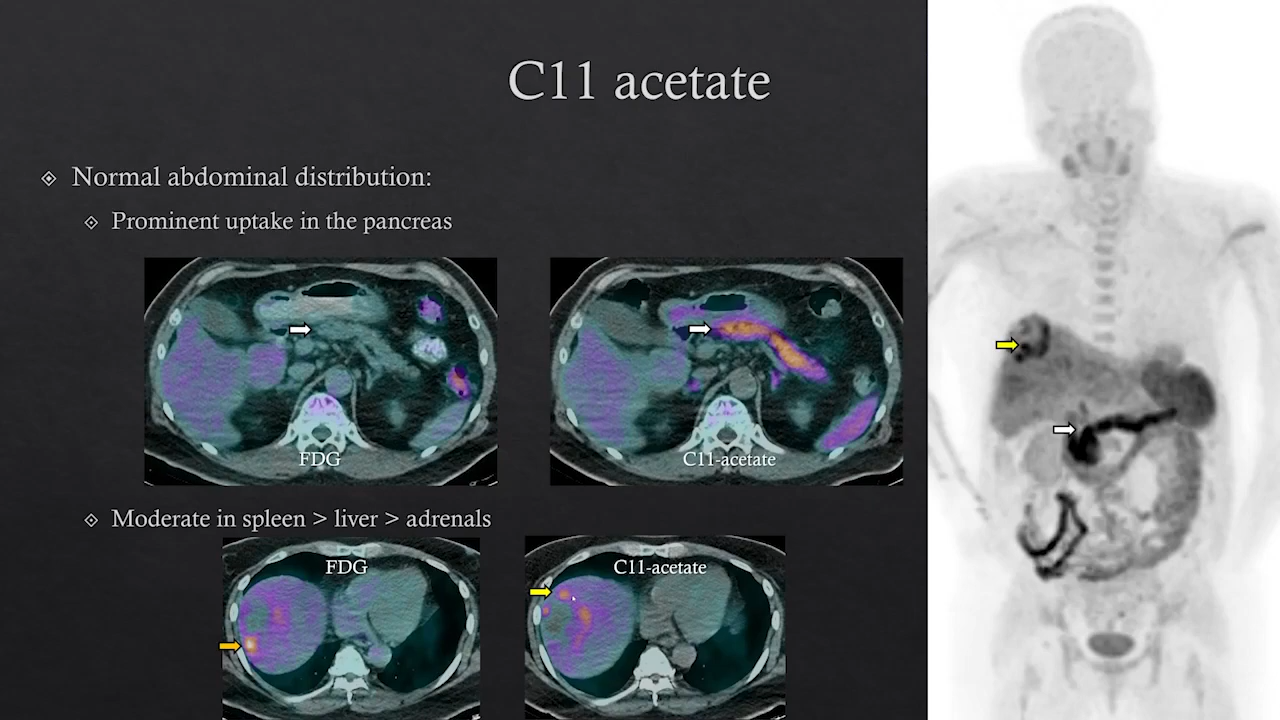 C11 acetate
Normal abdominal distribution:
Prominent uptake in the pancreas
FDG
C11-acetate
Moderate in spleen > liver > adrenals
FDG
C11-acetate